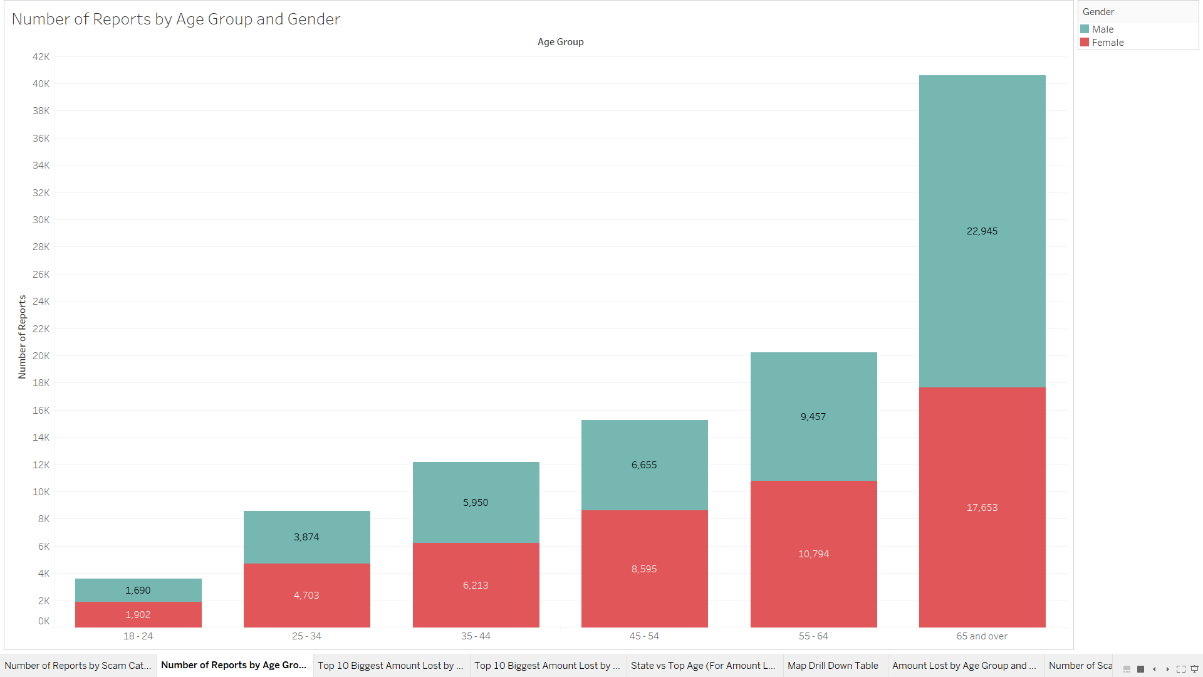 Number of Reports by Age Group and Gender
Age Group
Gender
Male
Female
Number of Reports
42K
40K
38K
36K
34K
32K
30K
28K
26K
24K
22K
20K
18K
16K
14K
12K
10K
8K
6K
4K
2K
0K
1,690
1,902
3,874
4,703
5,950
6,213
6,655
8,595
9,457
10,794
22,945
17,653
18 - 24
25 - 34
35 - 44
45 - 54
55 - 64
65 and over
Number of Reports by Scam Cat...
Number of Reports by Age Gro...
Top 10 Biggest Amount Lost by ...
Top 10 Biggest Amount Lost by ...
State vs Top Age (For Amount L...
Map Drill Down Table
Amount Lost by Age Group and ...
Number of Sca